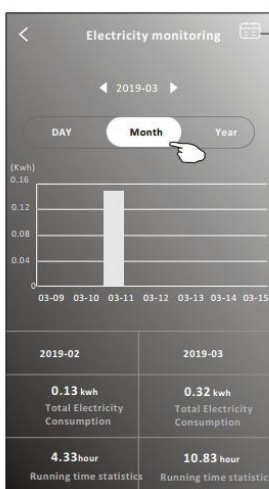 Electricity monitoring
2019-03
DAY Month Year
(Kwh)
0.16
0.12
0.08
0.04
0
03-09 03-10 03-11 03-12 03-13 03-14 03-15
2019-02 2019-03
0.13 kwh 0.32 kwh
Total Electricity Total Electricity
Consumption Consumption
4.33hour 10.83 hour
Running time statistics Running time statistic